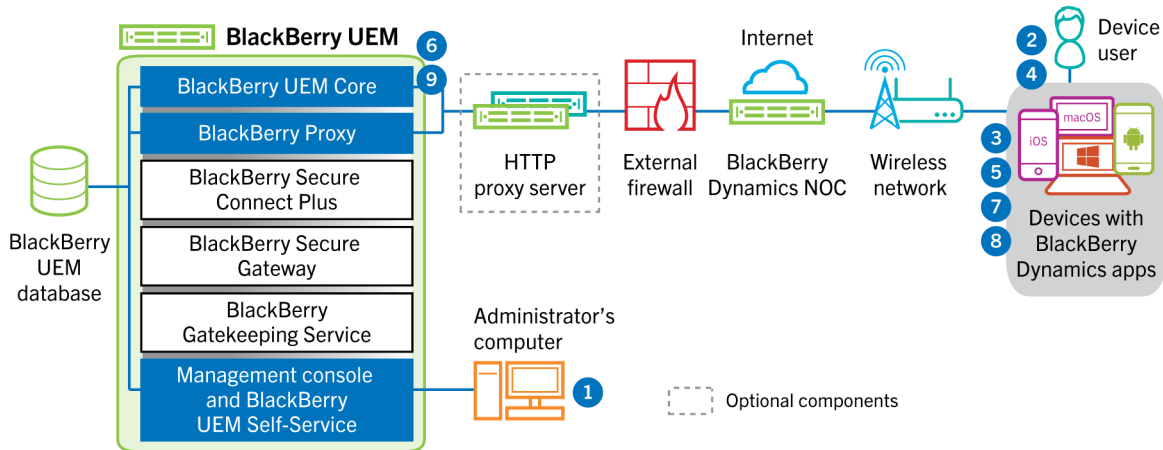 BlackBerry UEM
6
9
BlackBerry UEM Core
BlackBerry Proxy
BlackBerry Secure
Connect Plus
BlackBerry Secure
Gateway
BlackBerry
Gatekeeping Service
Management console
and BlackBerry
UEM Self-Service
BlackBerry
UEM
database
HTTP
proxy server
External
firewall
Internet
BlackBerry
Dynamics NOC
Wireless
network
2
4
Device
user
3
5
7
8
iOS
macOS
Devices with
BlackBerry
Dynamics apps
Administrator's
computer
1
Optional components